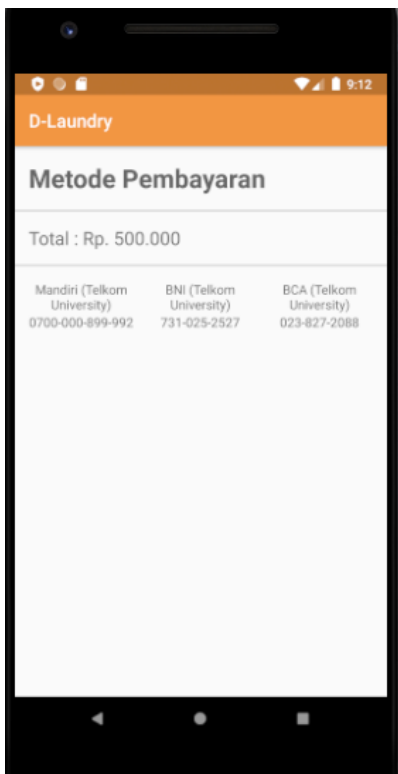 9:12
D-Laundry
Metode Pembayaran
Total : Rp. 500.000
Mandiri (Telkom
University)
0700-000-899-992
BNI (Telkom
University)
731-025-2527
BCA (Telkom
University)
023-827-2088